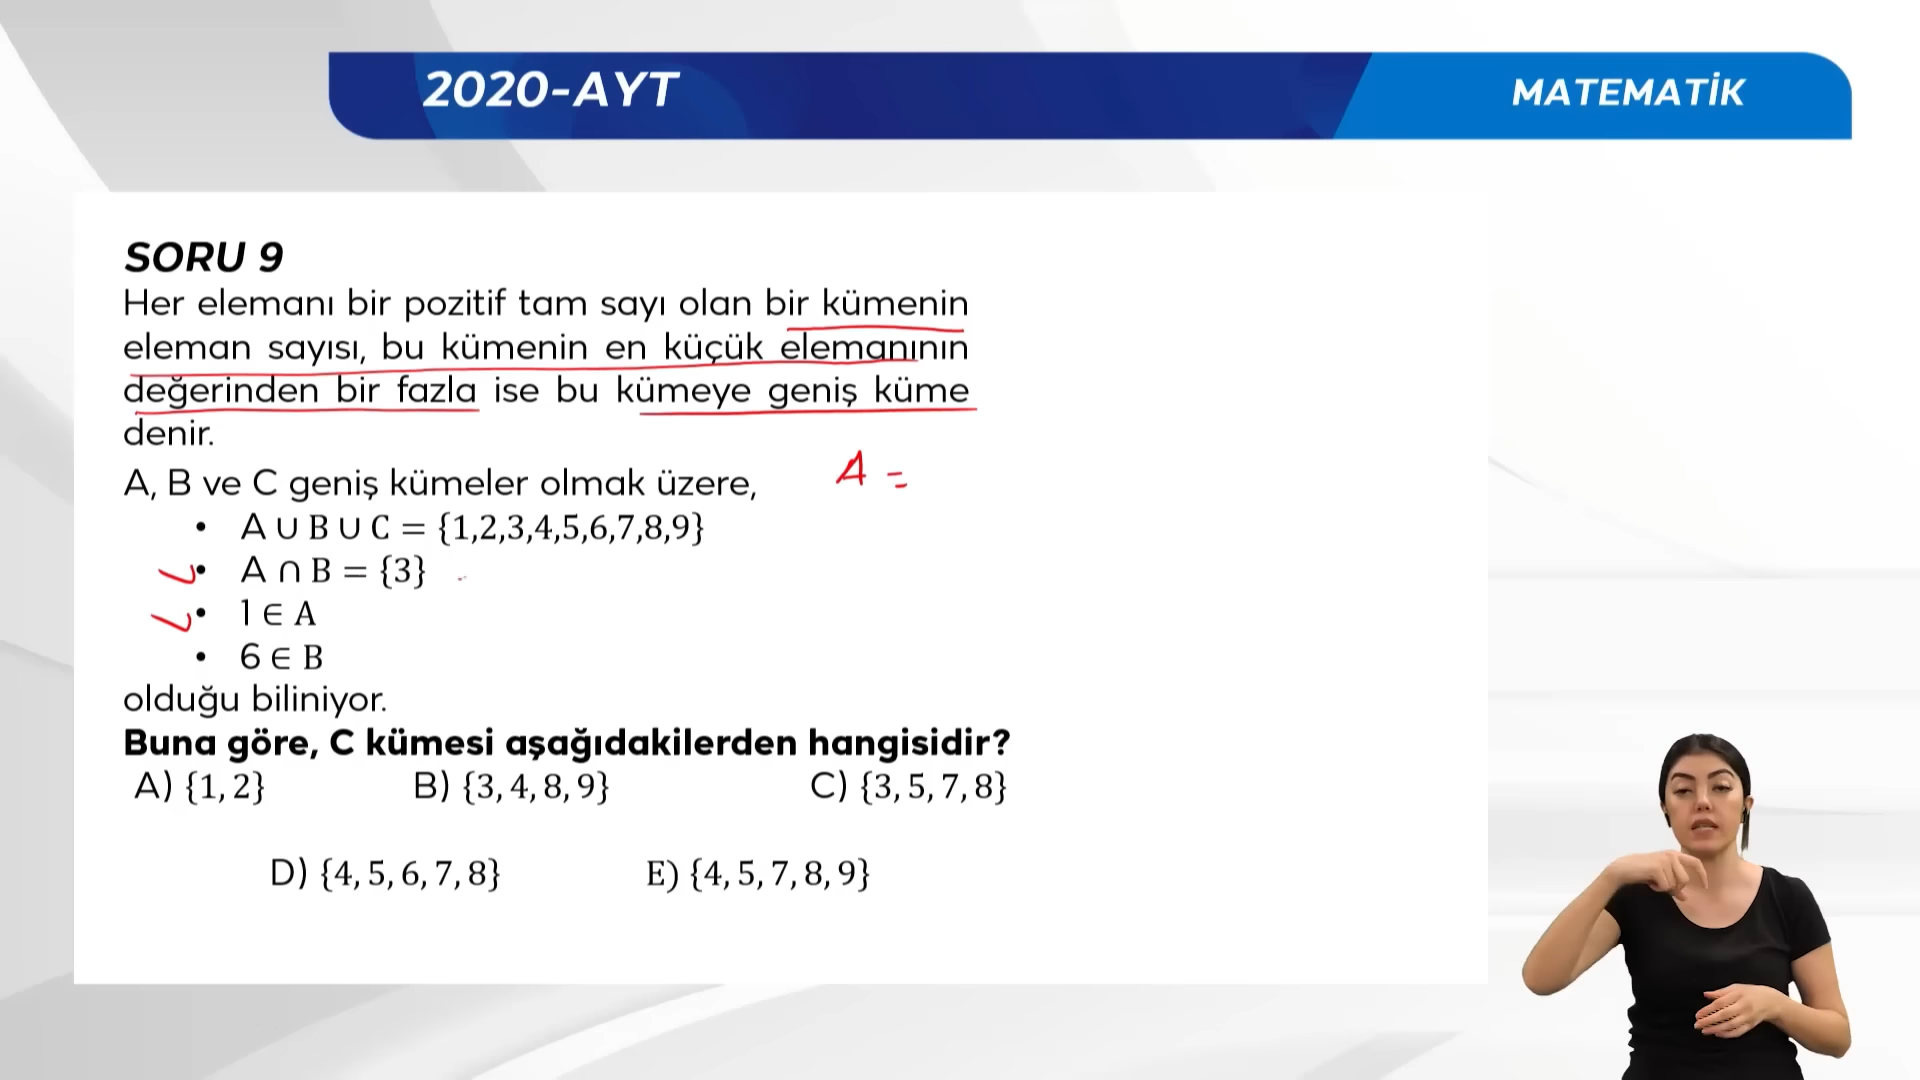 2020-AYT
MATEMATİK
SORU 9
Her elemanı bir pozitif tam sayı olan bir kümenin
eleman sayısı, bu kümenin en küçük elemanının
değerinden bir fazla ise bu kümeye geniş küme
denir.
A, B ve C geniş kümeler olmak üzere,
A =
• A ∪ B ∪ C = {1,2,3,4,5,6,7,8,9}
• A ∩ B = {3}
• 1 ∈ A
• 6 ∈ B
olduğu biliniyor.
Buna göre, C kümesi aşağıdakilerden hangisidir?
A) {1, 2} B) {3, 4, 8, 9} C) {3, 5, 7, 8}
D) {4, 5, 6, 7, 8} E) {4, 5, 7, 8, 9}